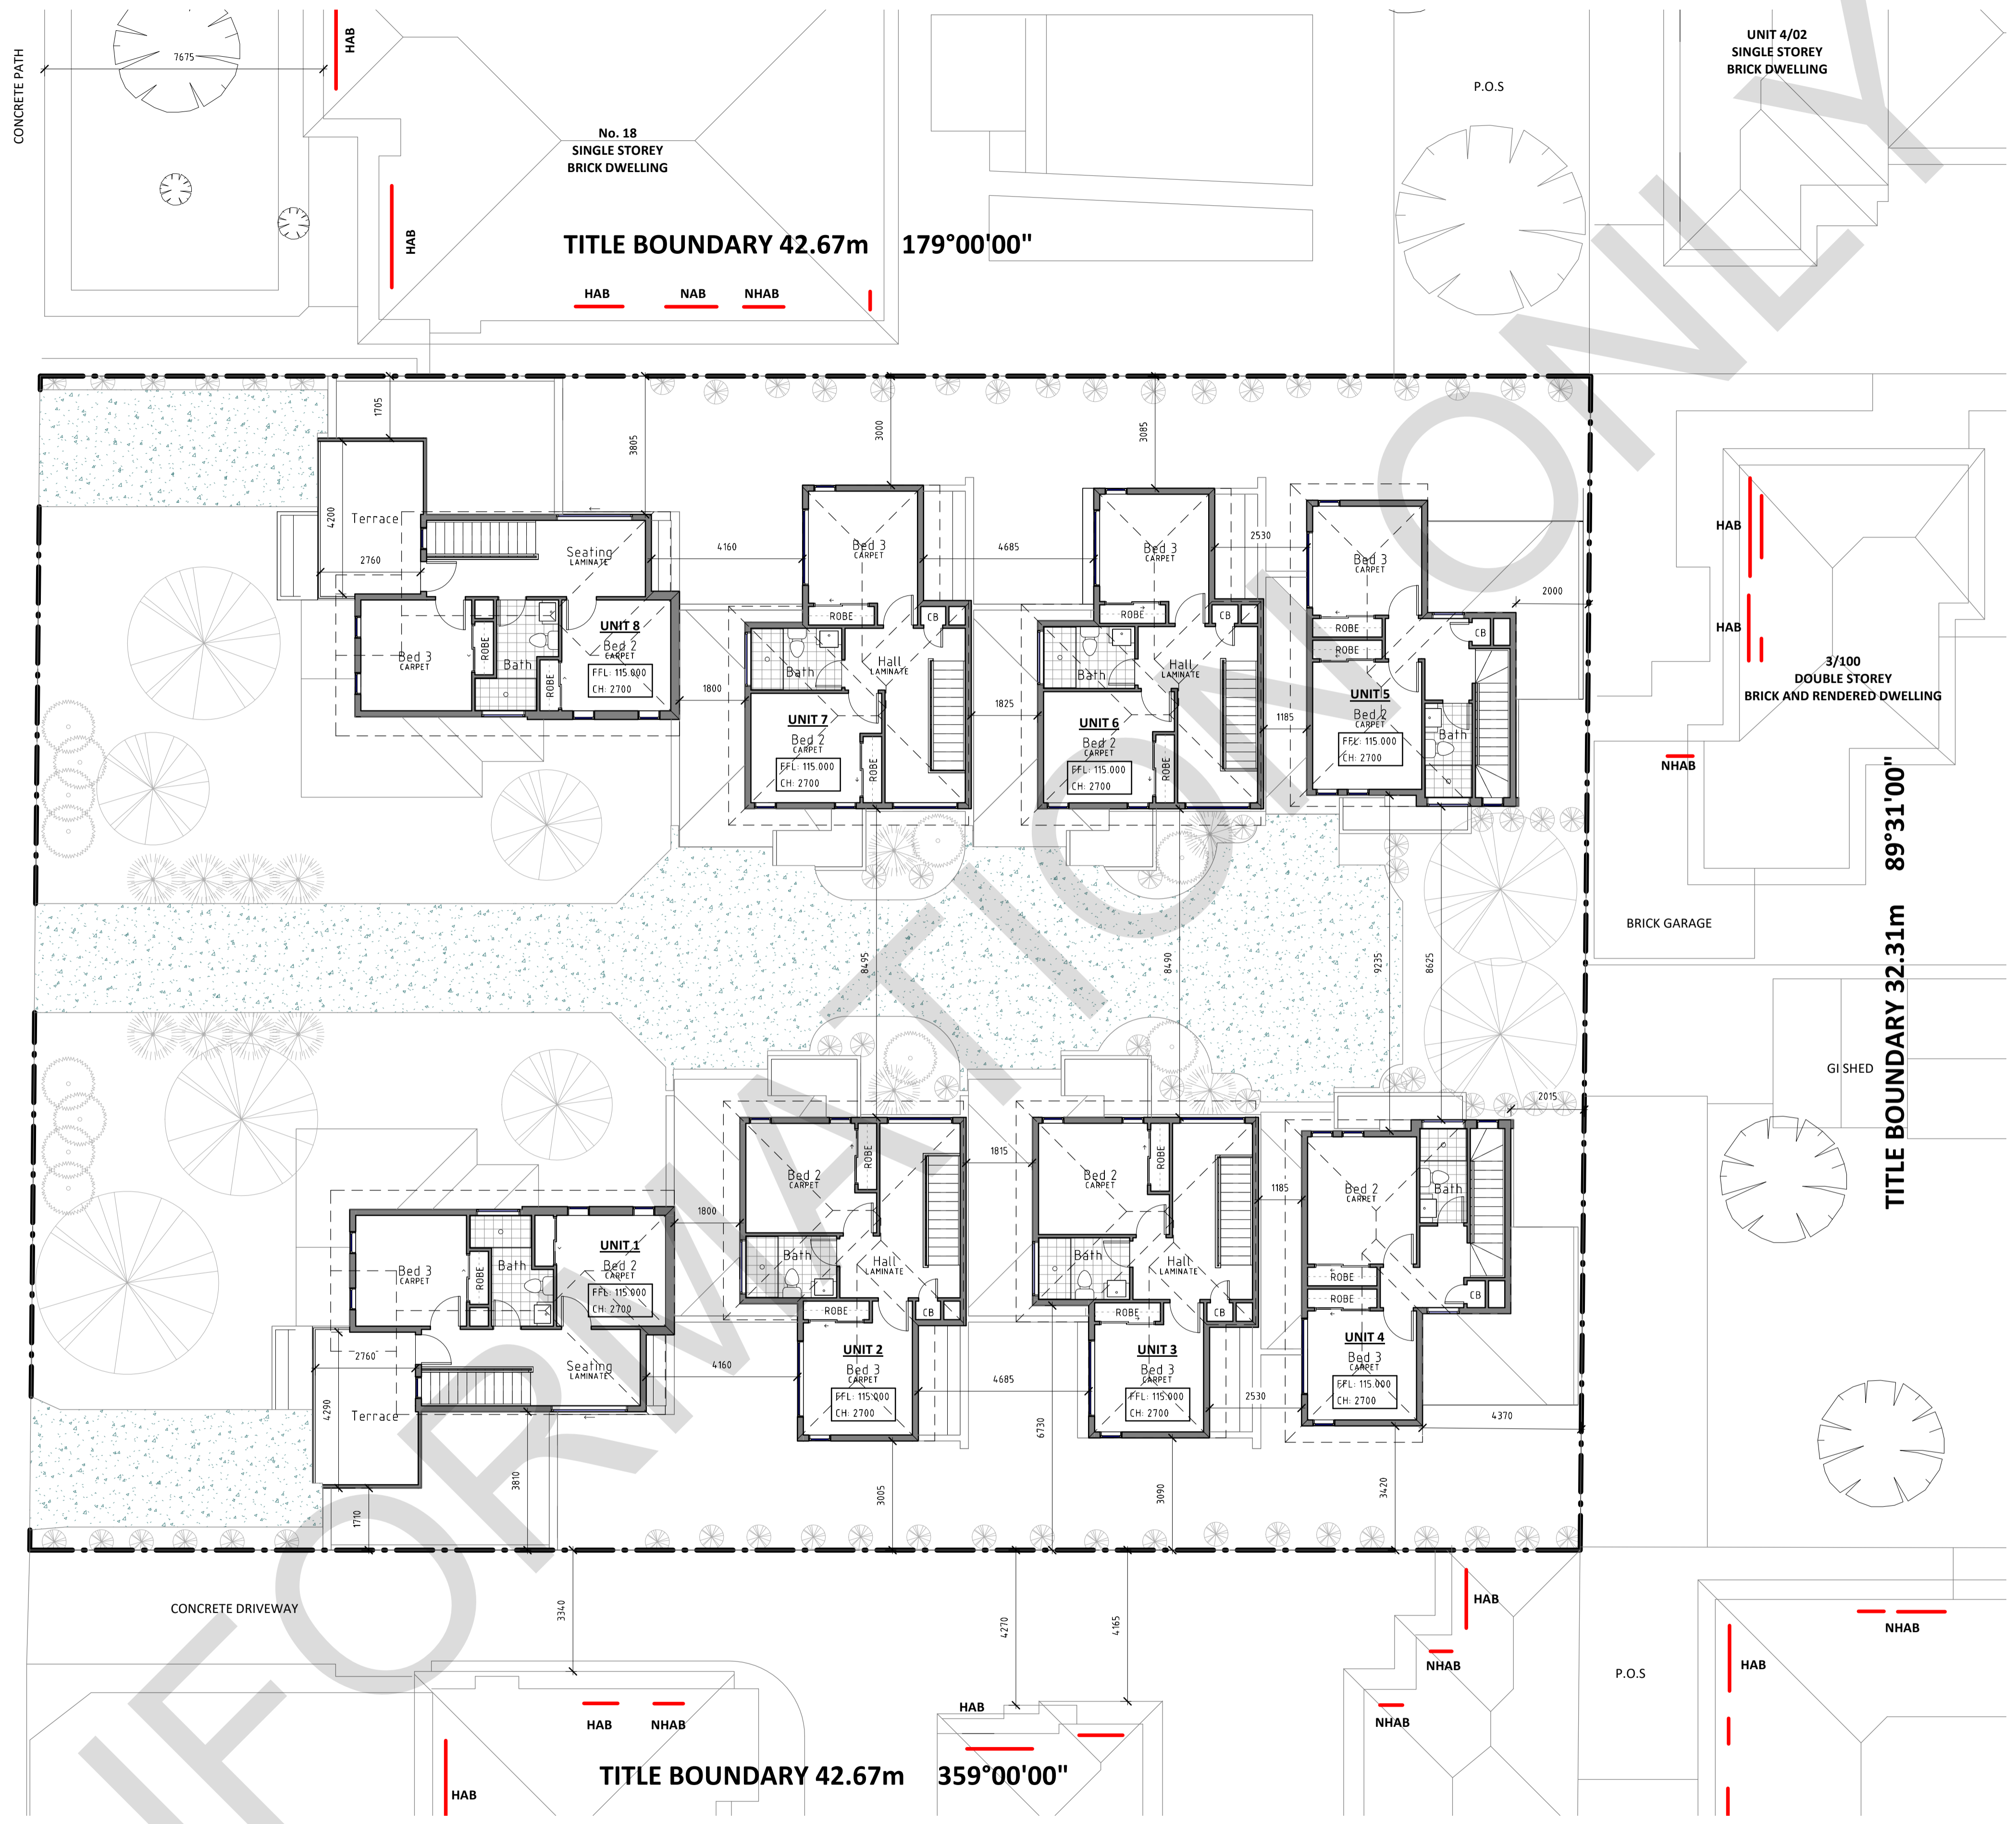 CONCRETE PATH
7675
HAB
No. 18
SINGLE STOREY
BRICK DWELLING
HAB
TITLE BOUNDARY 42.67m 179°00'00"
HAB
NAB
NHAB
P.O.S
UNIT 4/02
SINGLE STOREY
BRICK DWELLING
1705
3805
3000
3085
4200
Terrace
2760
Seating
LAMINATE
4160
Bed 3
CARPET
4685
Bed 3
CARPET
2530
Bed 3
CARPET
2000
HAB
HAB
3/100
DOUBLE STOREY
BRICK AND RENDERED DWELLING
NHAB
Bed 3
CARPET
ROBE
Bath
ROBE
UNIT 8
Bed 2
CARPET
FFL: 115.000
CH: 2700
1800
ROBE
CB
Bath
Hall
LAMINATE
UNIT 7
Bed 2
CARPET
FFL: 115.000
CH: 2700
ROBE
1825
ROBE
CB
Bath
Hall
LAMINATE
UNIT 6
Bed 2
CARPET
FFL: 115.000
CH: 2700
ROBE
1185
ROBE
ROBE
CB
UNIT 5
Bed 2
CARPET
FFL: 115.000
CH: 2700
Bath
BRICK GARAGE
TITLE BOUNDARY 32.31m 89°31'00"
8495
8490
9235
8625
GI SHED
2015
Bed 3
CARPET
ROBE
Bath
UNIT 1
Bed 2
CARPET
FFL: 115.000
CH: 2700
1800
Bed 2
CARPET
ROBE
Bath
Hall
LAMINATE
ROBE
CB
1815
Bed 2
CARPET
ROBE
Bath
Hall
LAMINATE
ROBE
CB
1185
Bed 2
CARPET
Bath
ROBE
ROBE
CB
2760
4290
Terrace
Seating
LAMINATE
4160
UNIT 2
Bed 3
CARPET
FFL: 115.000
CH: 2700
4685
UNIT 3
Bed 3
CARPET
FFL: 115.000
CH: 2700
2530
UNIT 4
Bed 3
CARPET
FFL: 115.000
CH: 2700
4370
1710
3810
3005
6730
3090
3420
CONCRETE DRIVEWAY
3340
4270
4165
HAB
NHAB
HAB
HAB
TITLE BOUNDARY 42.67m 359°00'00"
HAB
NHAB
NHAB
P.O.S
HAB
NHAB
NFORMATION ONLY